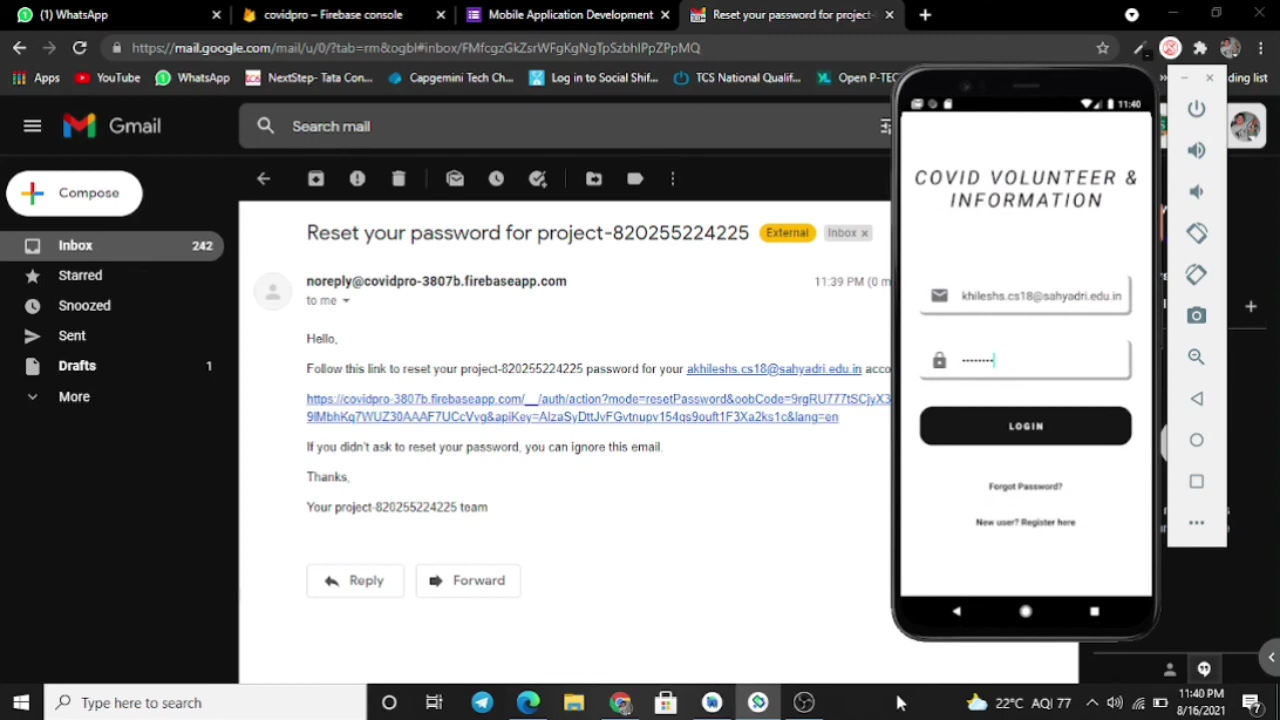 (1) WhatsApp
covidpro – Firebase console
Mobile Application Development
Reset your password for project-
https://mail.google.com/mail/u/0/?tab=rm&ogbl#inbox/FMfcgzGkZsrWFgKgNgTpSzbhlPpZPpMQ
Apps
YouTube
WhatsApp
NextStep- Tata Con...
Capgemini Tech Ch...
Log in to Social Shif...
TCS National Qualif...
Open P-TEC
ding list
Gmail
Search mail
Compose
Inbox 242
Starred
Snoozed
Sent
Drafts 1
More
Reset your password for project-820255224225 External Inbox
noreply@covidpro-3807b.firebaseapp.com 11:39 PM (0 m
to me
Hello,
Follow this link to reset your project-820255224225 password for your akhileshs.cs18@sahyadri.edu.in acco
https://covidpro-3807b.firebaseapp.com/__/auth/action?mode=resetPassword&oobCode=9rgRU777tSCjyX3
If you didn't ask to reset your password, you can ignore this email.
Thanks,
Your project-820255224225 team
Reply
Forward
11:40
COVID VOLUNTEER &
INFORMATION
khileshs.cs18@sahyadri.edu.in
LOGIN
Forgot Password?
New user? Register here
Type here to search
22°C AQI 77
11:40 PM
8/16/2021
7